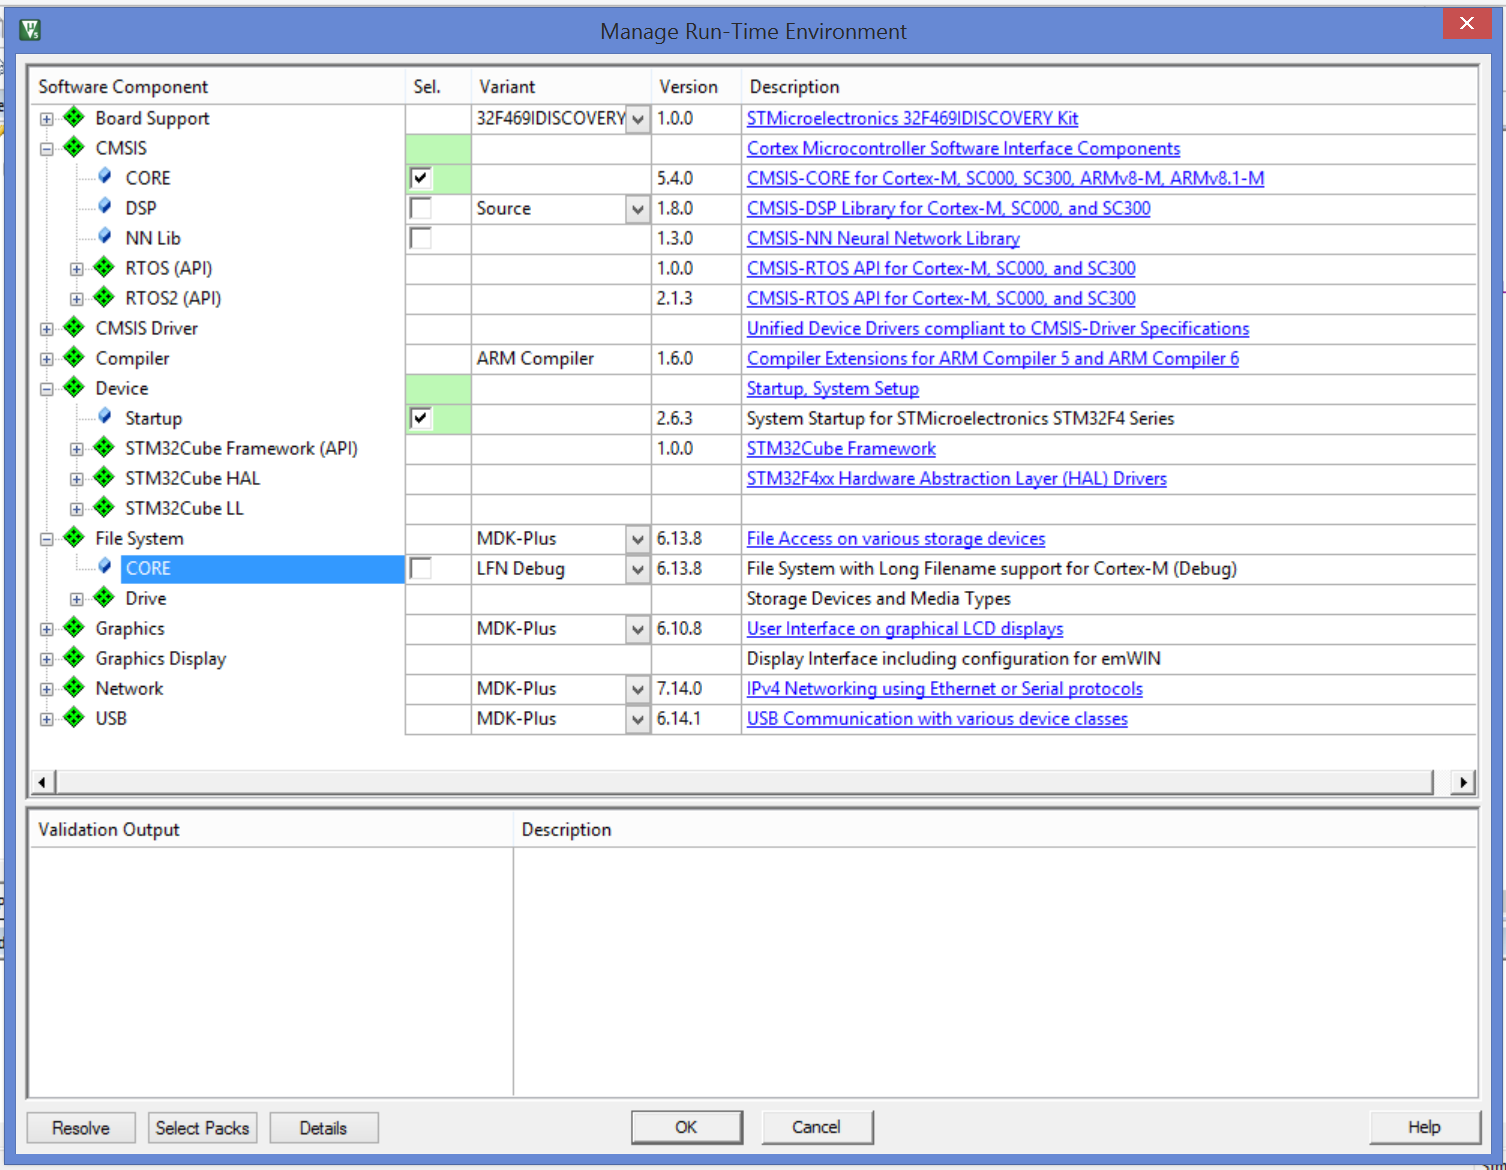 Manage Run-Time Environment
Software Component Sel. Variant Version Description
Board Support 32F469IDISCOVERY 1.0.0 STMicroelectronics 32F469IDISCOVERY Kit
CMSIS Cortex Microcontroller Software Interface Components
CORE 5.4.0 CMSIS-CORE for Cortex-M, SC000, SC300, ARMv8-M, ARMv8.1-M
DSP Source 1.8.0 CMSIS-DSP Library for Cortex-M, SC000, and SC300
NN Lib 1.3.0 CMSIS-NN Neural Network Library
RTOS (API) 1.0.0 CMSIS-RTOS API for Cortex-M, SC000, and SC300
RTOS2 (API) 2.1.3 CMSIS-RTOS API for Cortex-M, SC000, and SC300
CMSIS Driver Unified Device Drivers compliant to CMSIS-Driver Specifications
Compiler ARM Compiler 1.6.0 Compiler Extensions for ARM Compiler 5 and ARM Compiler 6
Device Startup, System Setup
Startup 2.6.3 System Startup for STMicroelectronics STM32F4 Series
STM32Cube Framework (API) 1.0.0 STM32Cube Framework
STM32Cube HAL STM32F4xx Hardware Abstraction Layer (HAL) Drivers
STM32Cube LL
File System MDK-Plus 6.13.8 File Access on various storage devices
CORE LFN Debug 6.13.8 File System with Long Filename support for Cortex-M (Debug)
Drive Storage Devices and Media Types
Graphics MDK-Plus 6.10.8 User Interface on graphical LCD displays
Graphics Display Display Interface including configuration for emWIN
Network MDK-Plus 7.14.0 IPv4 Networking using Ethernet or Serial protocols
USB MDK-Plus 6.14.1 USB Communication with various device classes
Validation Output Description
Resolve Select Packs Details OK Cancel Help